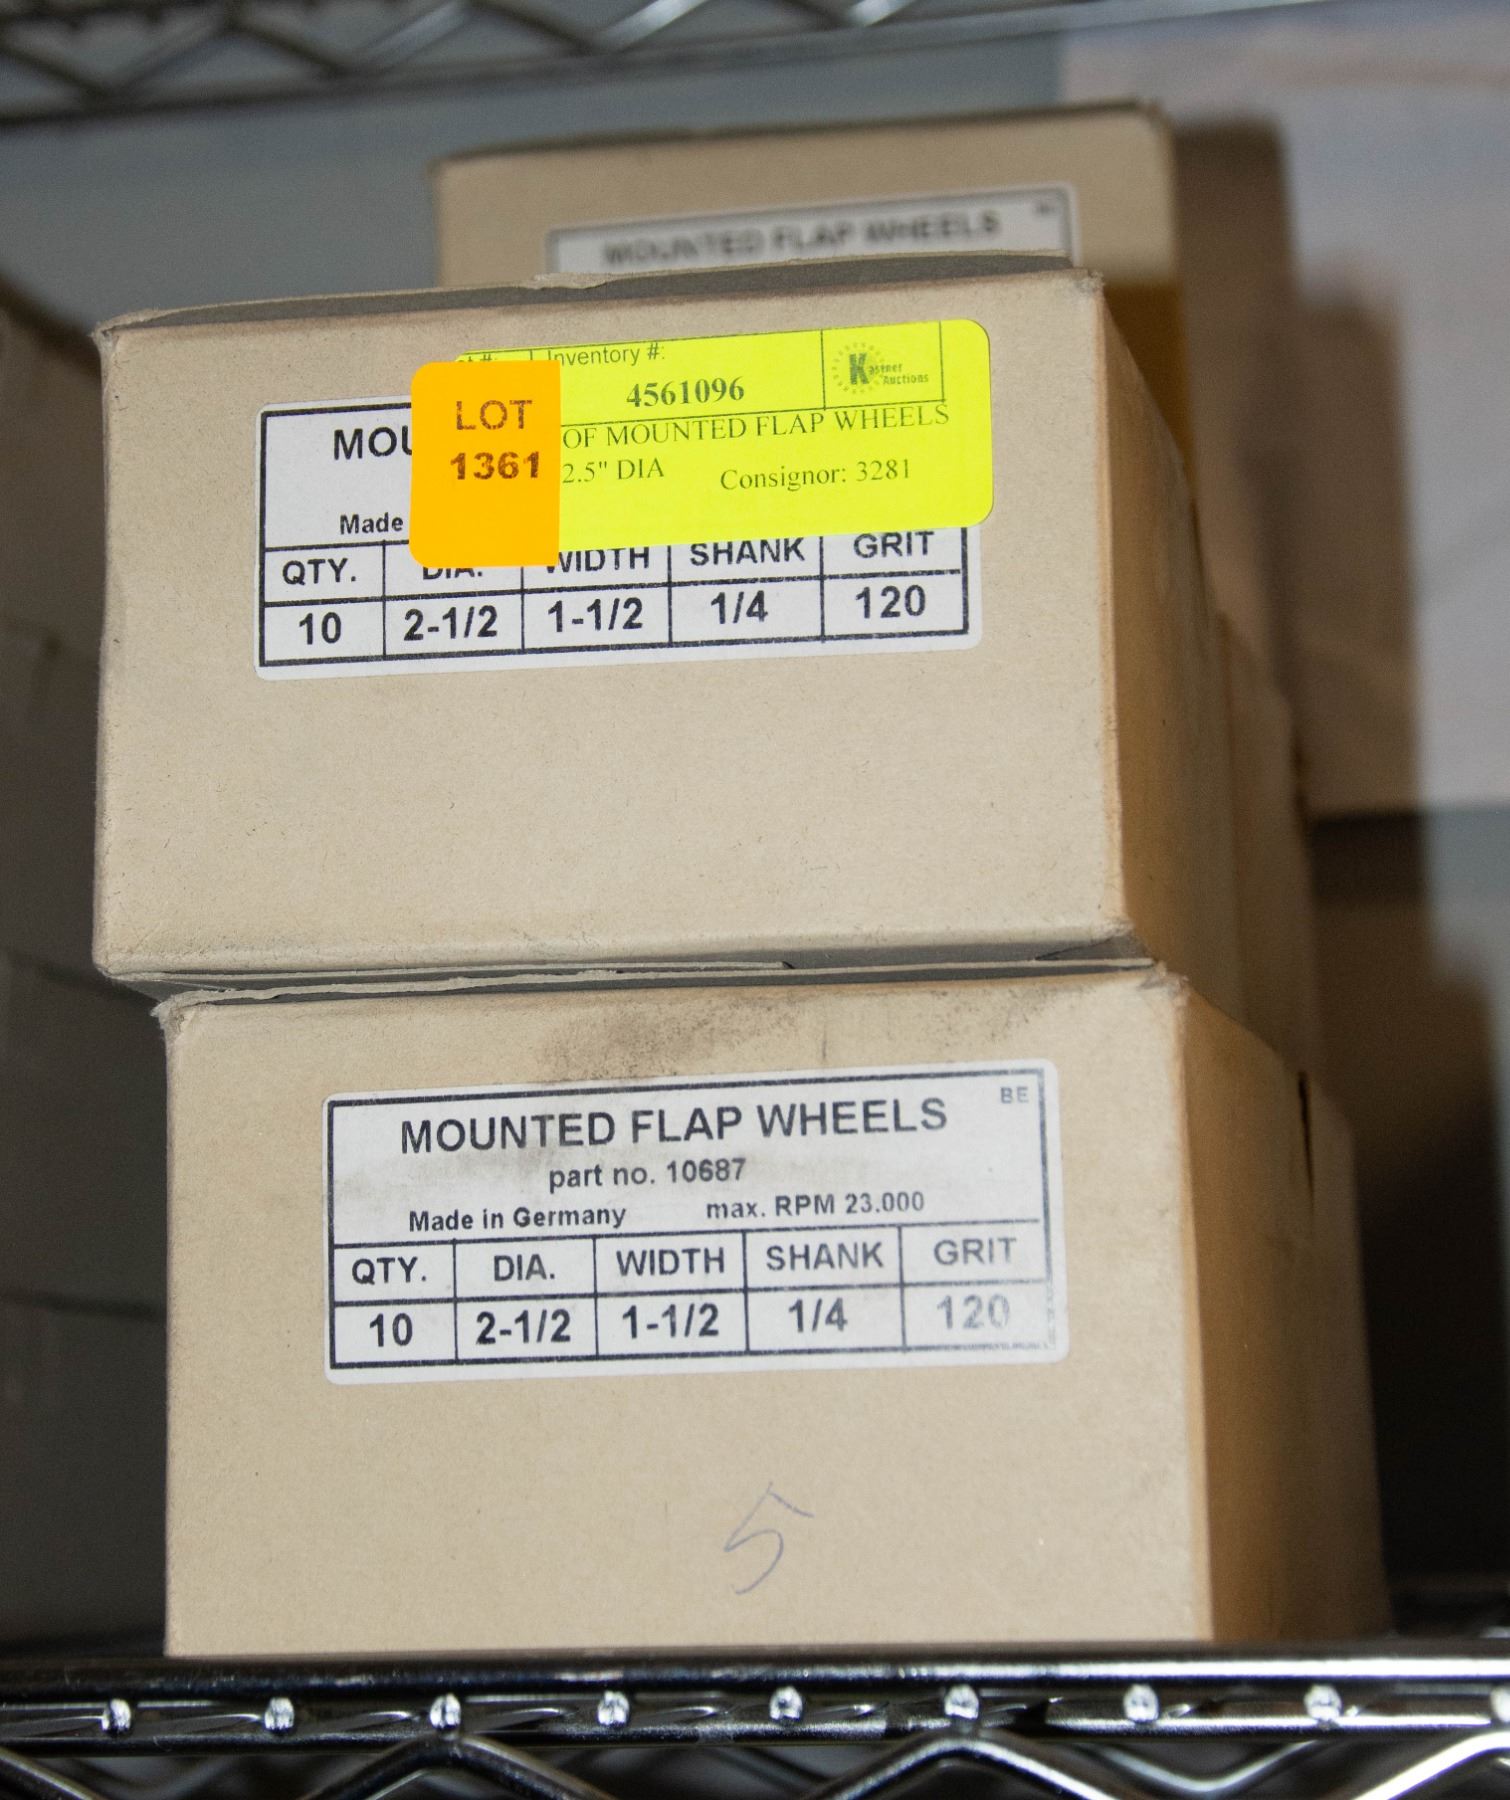 MOUNTED FLAP WHEELS
Inventory #:
4561096
Kastner
Auctions
LOT
1361
OF MOUNTED FLAP WHEELS
2.5" DIA Consignor: 3281
Made
QTY. DIA. WIDTH SHANK GRIT
10 2-1/2 1-1/2 1/4 120
BE
MOUNTED FLAP WHEELS
part no. 10687
Made in Germany max. RPM 23.000
QTY. DIA. WIDTH SHANK GRIT
10 2-1/2 1-1/2 1/4 120
5